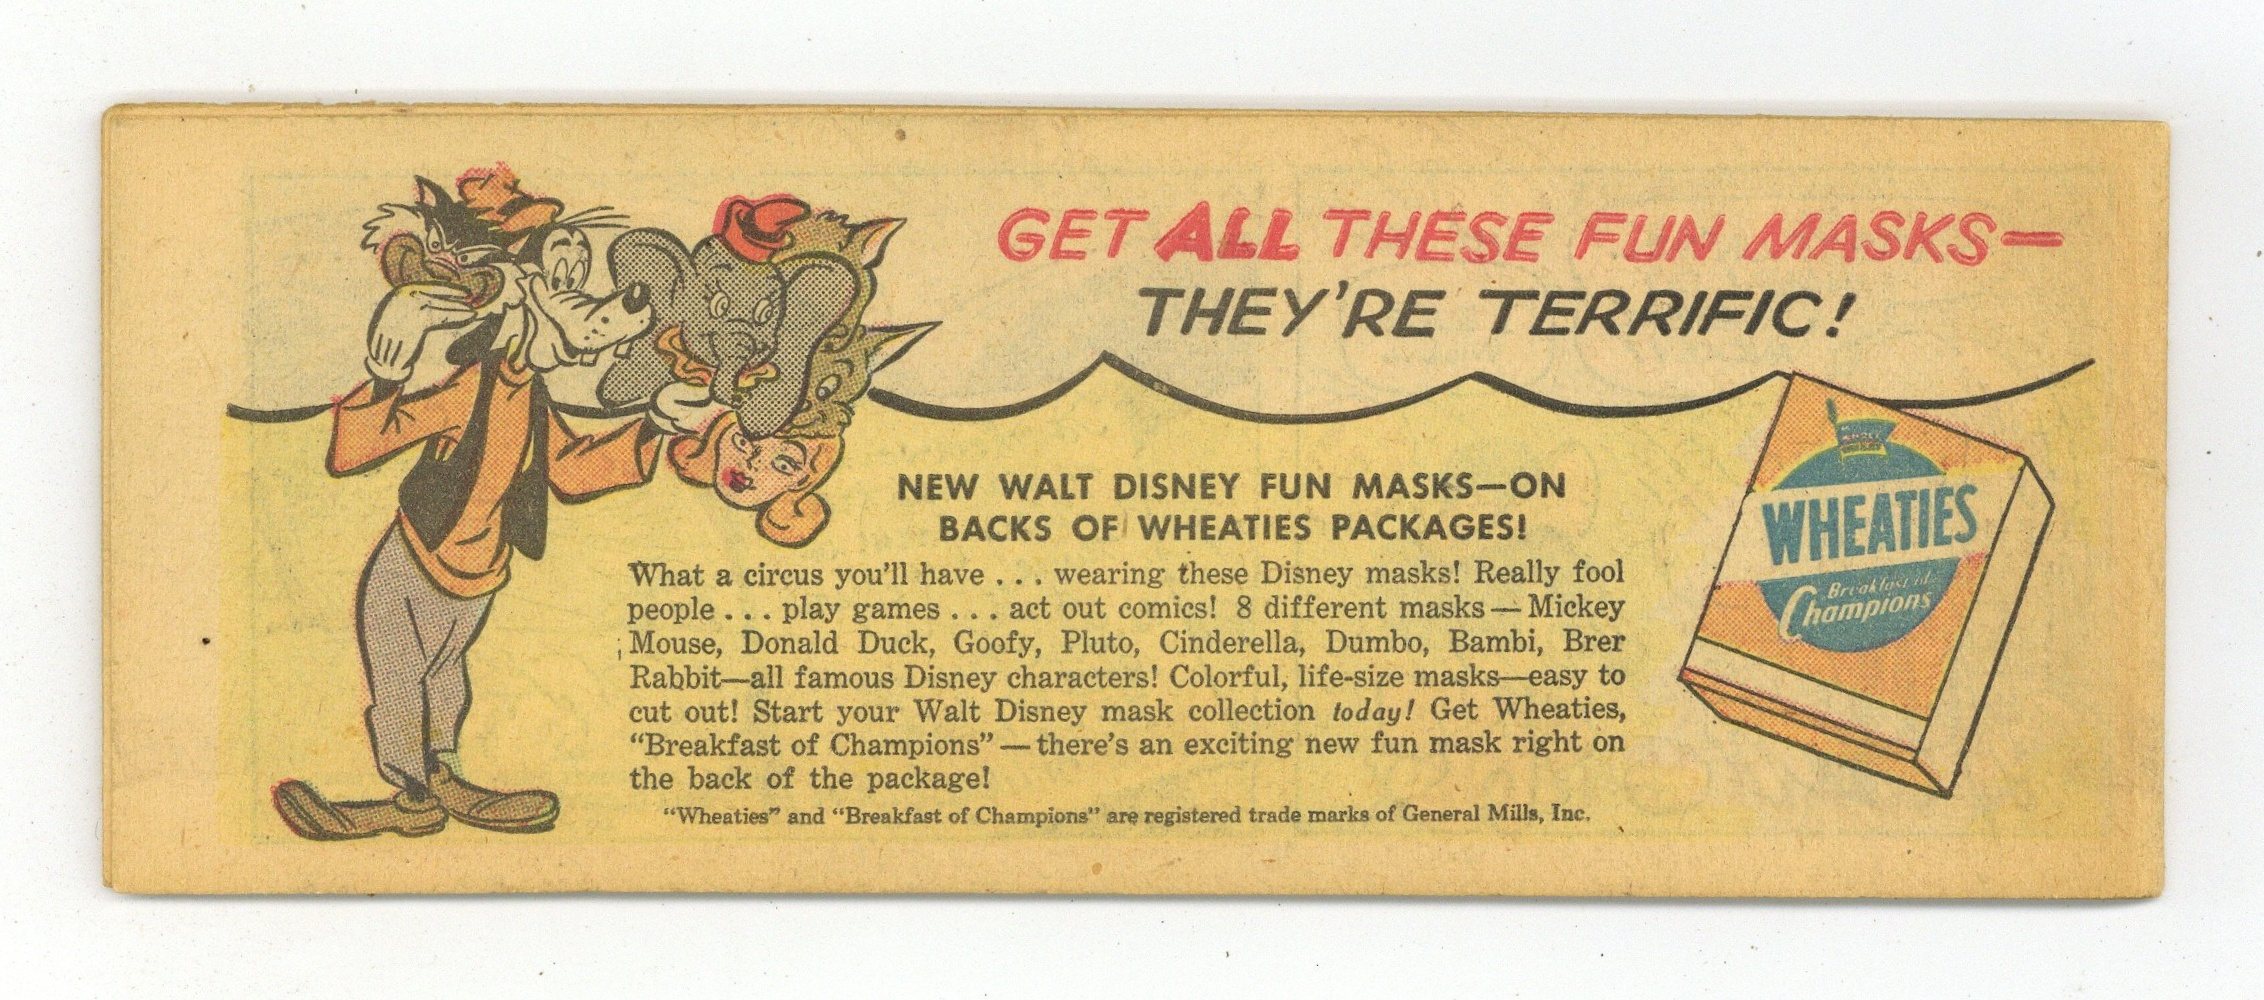 GET ALL THESE FUN MASKS—
THEY'RE TERRIFIC!
NEW WALT DISNEY FUN MASKS—ON
BACKS OF WHEATIES PACKAGES!
What a circus you'll have . . . wearing these Disney masks! Really fool
people . . . play games . . . act out comics! 8 different masks — Mickey
Mouse, Donald Duck, Goofy, Pluto, Cinderella, Dumbo, Bambi, Brer
Rabbit—all famous Disney characters! Colorful, life-size masks—easy to
cut out! Start your Walt Disney mask collection today! Get Wheaties,
"Breakfast of Champions" — there's an exciting new fun mask right on
the back of the package!
"Wheaties" and "Breakfast of Champions" are registered trade marks of General Mills, Inc.
WHEATIES
Breakfast of
Champions